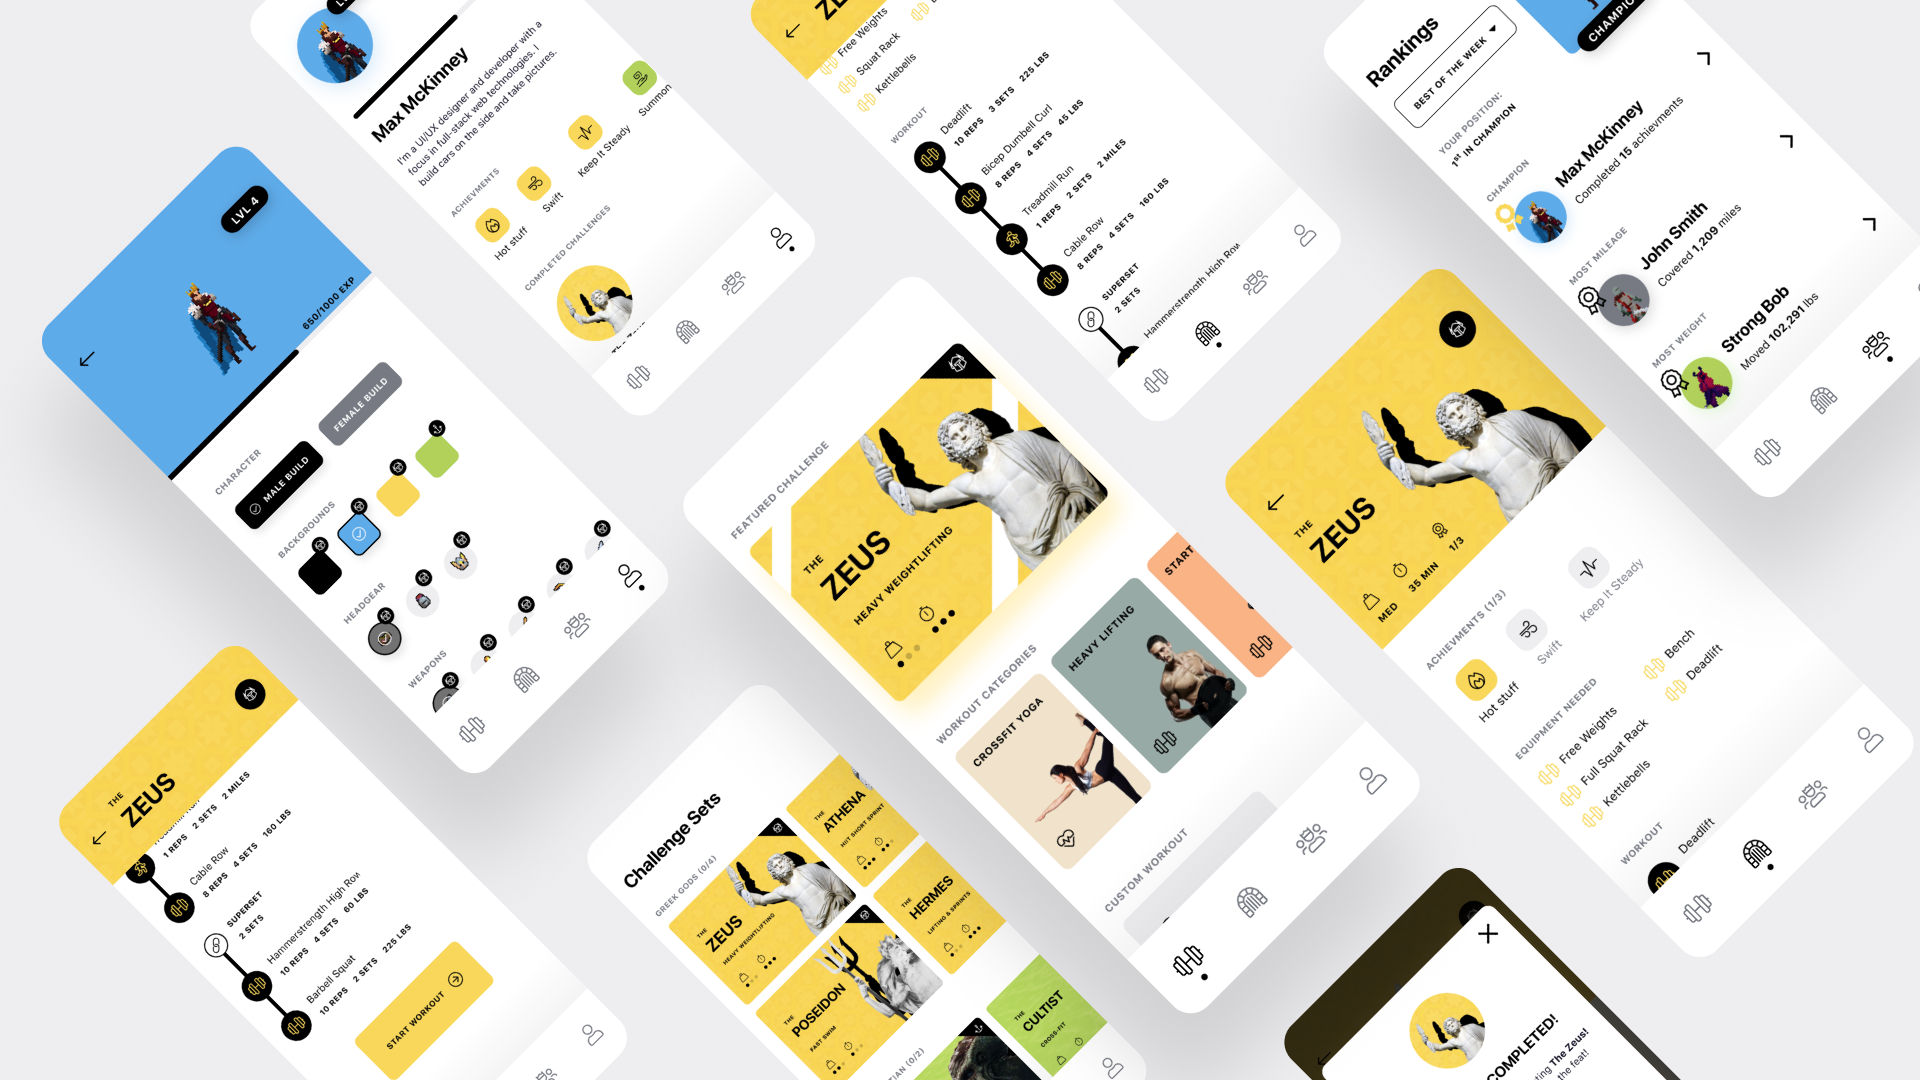 LVL 4
650/1000 EXP
CHARACTER
MALE BUILD
FEMALE BUILD
BACKGROUNDS
HEADGEAR
WEAPONS
Max McKinney
I'm a UI/UX designer and developer with a
focus in full-stack web technologies. I
build cars on the side and take pictures.
ACHIEVMENTS
Hot stuff
Swift
Keep It Steady
Summon
COMPLETED CHALLENGES
Free Weights
Squat Rack
Kettlebells
WORKOUT
Deadlift
10 REPS 3 SETS 225 LBS
Bicep Dumbell Curl
8 REPS 4 SETS 45 LBS
Treadmill Run
1 REPS 2 SETS 2 MILES
Cable Row
8 REPS 4 SETS 160 LBS
SUPERSET
2 SETS
Hammerstrength High Row
Rankings
BEST OF THE WEEK
CHAMPIO
YOUR POSITION:
1st IN CHAMPION
CHAMPION
Max McKinney
Completed 15 achievments
MOST MILEAGE
John Smith
Covered 1,209 miles
MOST WEIGHT
Strong Bob
Moved 102,291 lbs
FEATURED CHALLENGE
THE
ZEUS
HEAVY WEIGHTLIFTING
WORKOUT CATEGORIES
CROSSFIT YOGA
HEAVY LIFTING
START
CUSTOM WORKOUT
THE
ZEUS
MED
35 MIN
1/3
ACHIEVMENTS (1/3)
Hot stuff
Swift
Keep It Steady
EQUIPMENT NEEDED
Free Weights
Full Squat Rack
Kettlebells
Bench
Deadlift
WORKOUT
Deadlift
THE
ZEUS
1 REPS 2 SETS 2 MILES
Cable Row
8 REPS 4 SETS 160 LBS
SUPERSET
2 SETS
Hammerstrength High Row
10 REPS 4 SETS 60 LBS
Barbell Squat
10 REPS 2 SETS 225 LBS
START WORKOUT
Challenge Sets
GREEK GODS (0/4)
THE
ZEUS
HEAVY WEIGHTLIFTING
THE
ATHENA
HIIT SHORT SPRINT
THE
POSEIDON
FAST SWIM
THE
HERMES
LIFTING & SPRINTS
TIAN (0/2)
THE
CULTIST
CROSS-FIT
COMPLETED!
ting The Zeus!
the feat!